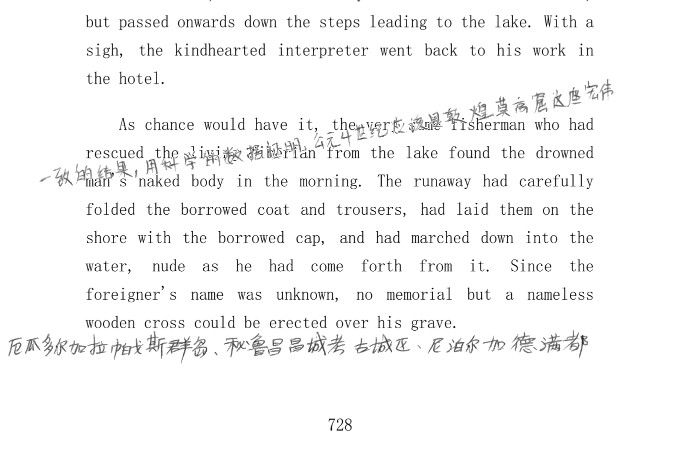 but passed onwards down the steps leading to the lake. With a
sigh, the kindhearted interpreter went back to his work in
the hotel.
As chance would have it, the very same fisherman who had
一致的结果,用科学的数据证明,公元4世纪应该是敦煌莫高窟这座宏伟
rescued the living from the lake found the drowned
man's naked body in the morning. The runaway had carefully
folded the borrowed coat and trousers, had laid them on the
shore with the borrowed cap, and had marched down into the
water, nude as he had come forth from it. Since the
foreigner's name was unknown, no memorial but a nameless
wooden cross could be erected over his grave.
厄瓜多尔加拉帕戈斯群岛、秘鲁昌昌城考古城区、尼泊尔加德满都
728